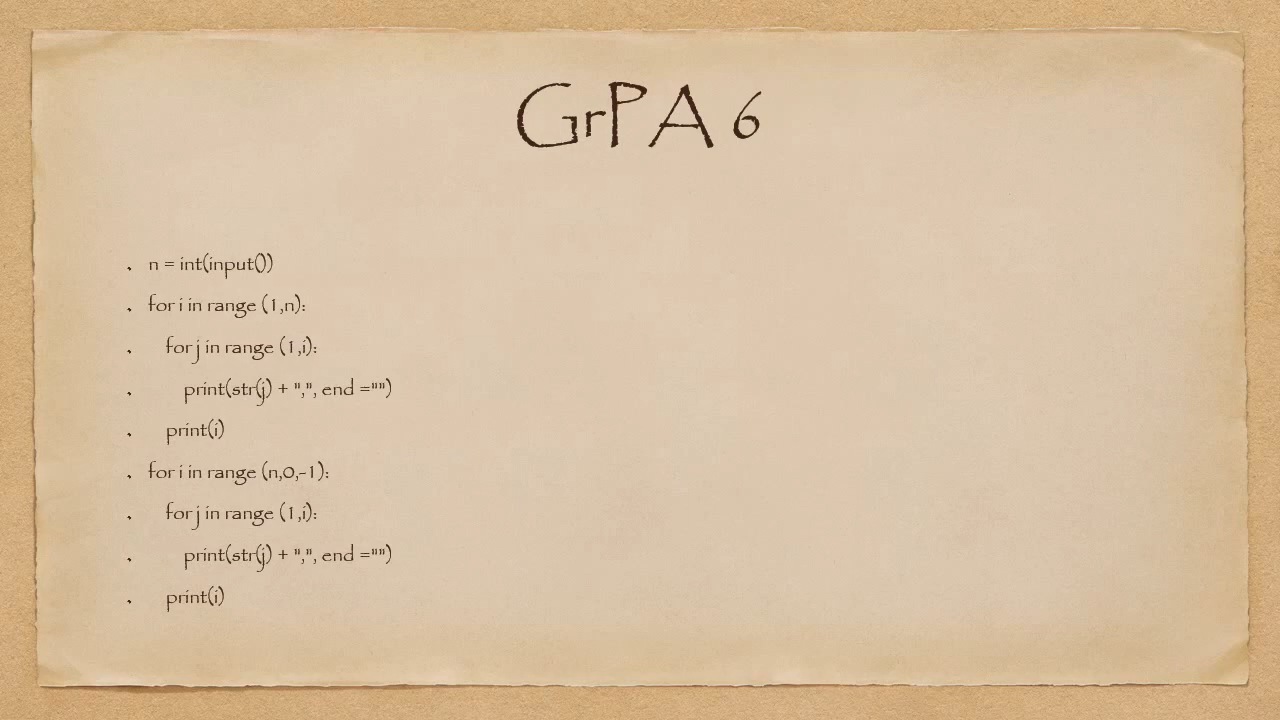 GrPA 6
. n = int(input())
. for i in range (1,n):
. for j in range (1,i):
. print(str(j) + ",", end ="")
. print(i)
. for i in range (n,0,-1):
. for j in range (1,i):
. print(str(j) + ",", end ="")
. print(i)